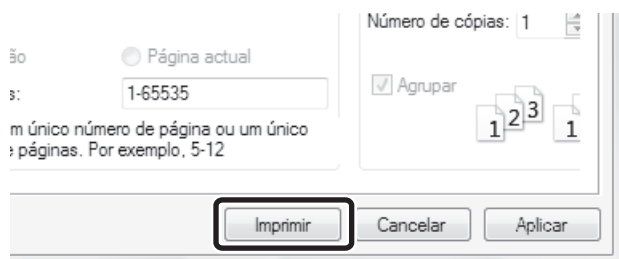 Número de cópias: 1
ão
Página actual
s:
1-65535
Agrupar
1 2 3 1
m único número de página ou um único
e páginas. Por exemplo, 5-12
Imprimir
Cancelar
Aplicar